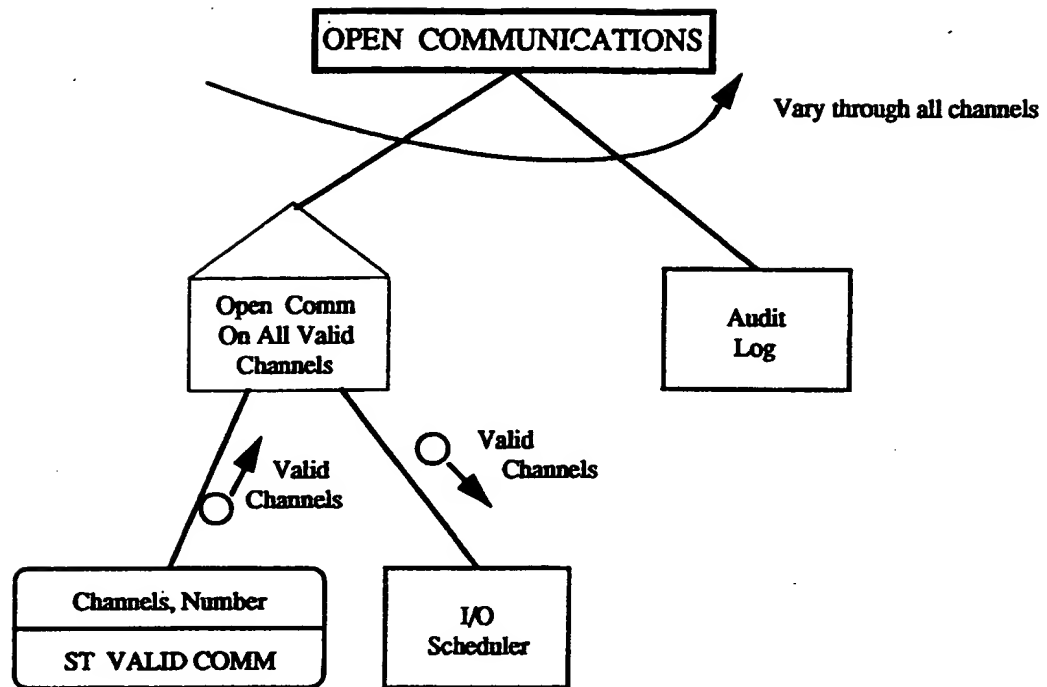 OPEN COMMUNICATIONS
Vary through all channels
Open Comm
On All Valid
Channels
Audit
Log
Valid
Channels
Valid
Channels
Channels, Number
ST VALID COMM
I/O
Scheduler